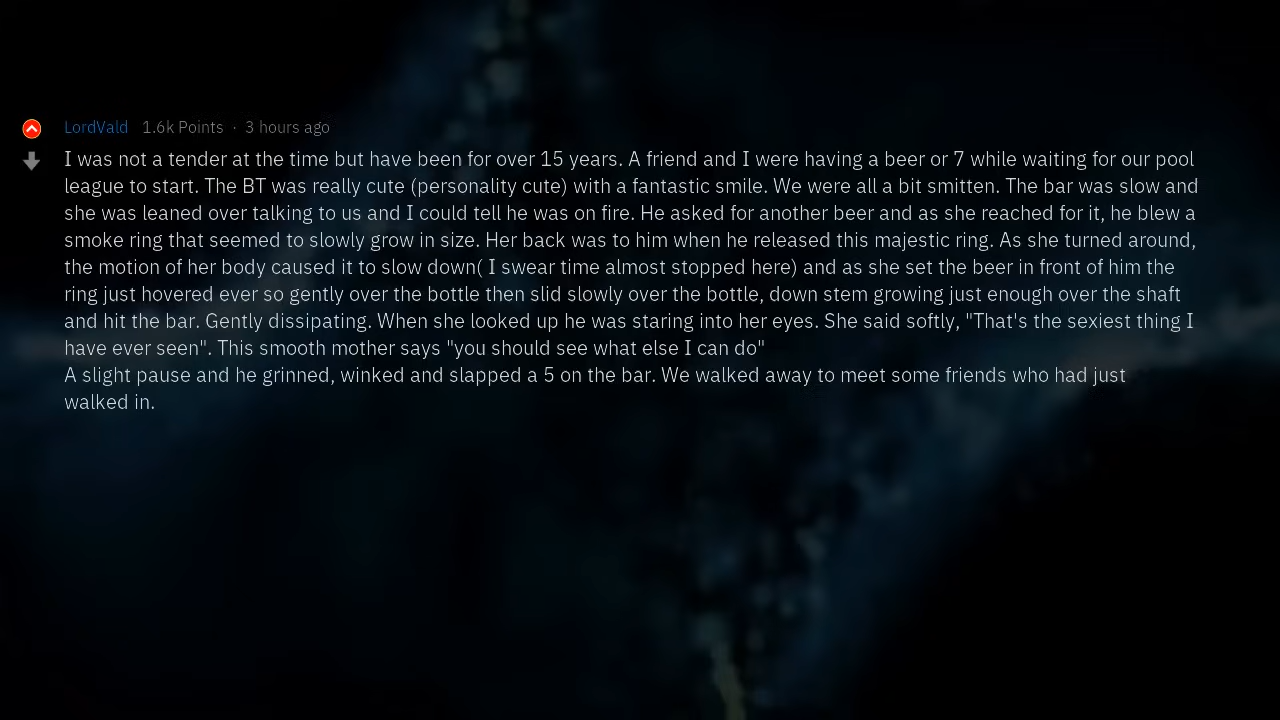 LordVald 1.6k Points · 3 hours ago
I was not a tender at the time but have been for over 15 years. A friend and I were having a beer or 7 while waiting for our pool
league to start. The BT was really cute (personality cute) with a fantastic smile. We were all a bit smitten. The bar was slow and
she was leaned over talking to us and I could tell he was on fire. He asked for another beer and as she reached for it, he blew a
smoke ring that seemed to slowly grow in size. Her back was to him when he released this majestic ring. As she turned around,
the motion of her body caused it to slow down( I swear time almost stopped here) and as she set the beer in front of him the
ring just hovered ever so gently over the bottle then slid slowly over the bottle, down stem growing just enough over the shaft
and hit the bar. Gently dissipating. When she looked up he was staring into her eyes. She said softly, "That's the sexiest thing I
have ever seen". This smooth mother says "you should see what else I can do"
A slight pause and he grinned, winked and slapped a 5 on the bar. We walked away to meet some friends who had just
walked in.